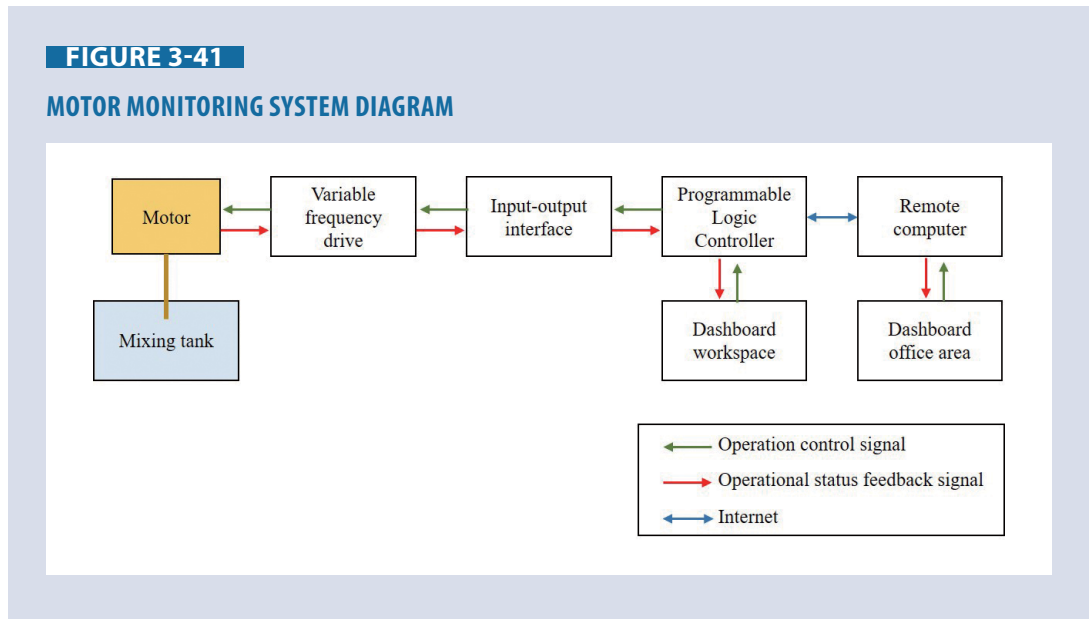 FIGURE 3-41
MOTOR MONITORING SYSTEM DIAGRAM
Motor
Variable
frequency
drive
Input-output
interface
Programmable
Logic
Controller
Remote
computer
Mixing tank
Dashboard
workspace
Dashboard
office area
Operation control signal
Operational status feedback signal
Internet